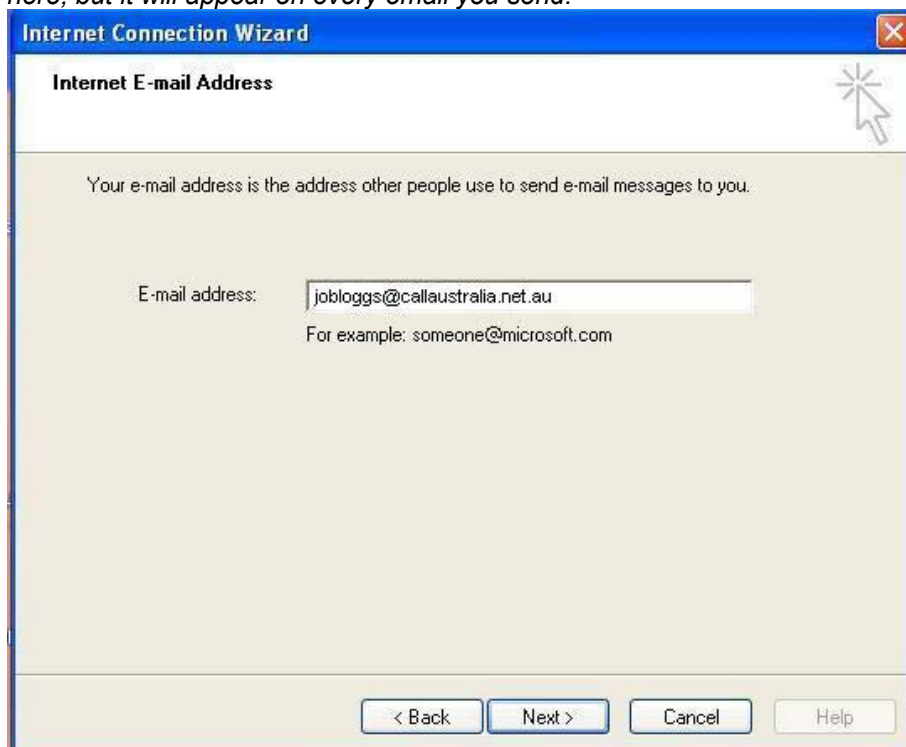 here, but it will appear on every email you send.
Internet Connection Wizard
Internet E-mail Address
Your e-mail address is the address other people use to send e-mail messages to you.
E-mail address: jobloggs@callaustralia.net.au
For example: someone@microsoft.com
< Back Next > Cancel Help